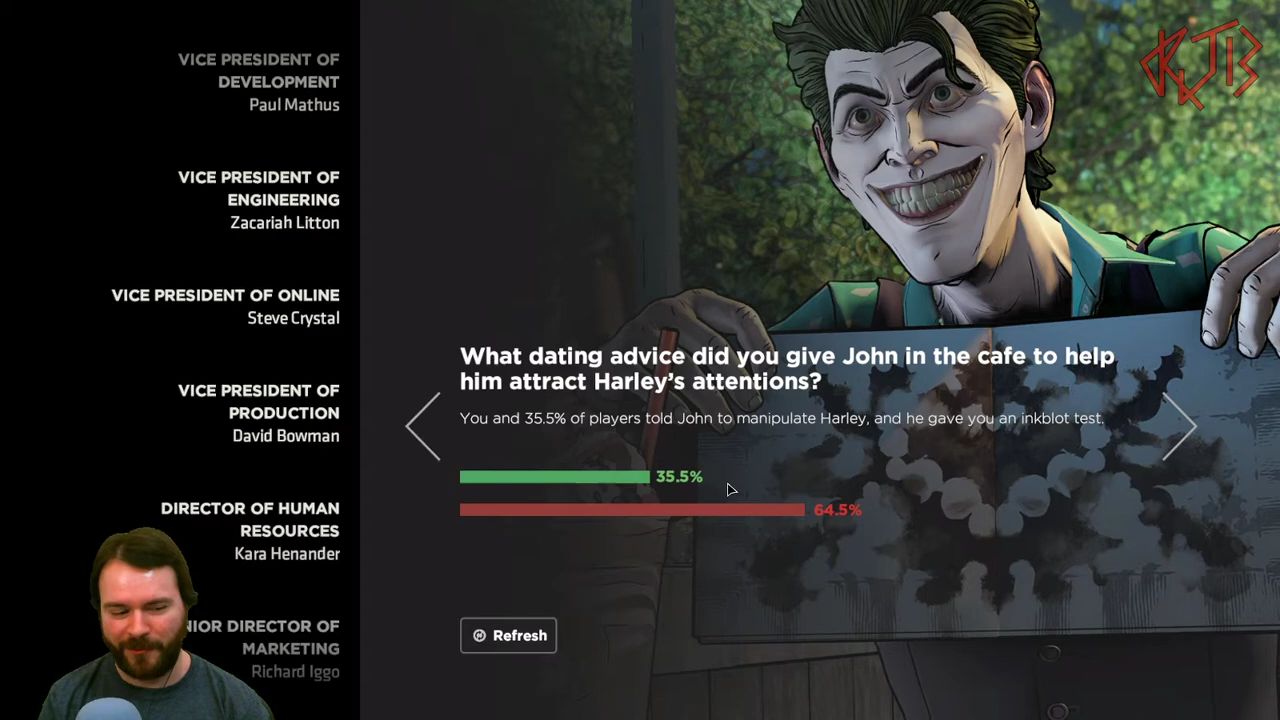 VICE PRESIDENT OF
DEVELOPMENT
Paul Mathus
VICE PRESIDENT OF
ENGINEERING
Zacariah Litton
VICE PRESIDENT OF ONLINE
Steve Crystal
VICE PRESIDENT OF
PRODUCTION
David Bowman
DIRECTOR OF HUMAN
RESOURCES
Kara Henander
NIOR DIRECTOR OF
MARKETING
Richard Iggo
What dating advice did you give John in the cafe to help
him attract Harley’s attentions?
You and 35.5% of players told John to manipulate Harley, and he gave you an inkblot test.
35.5%
64.5%
Refresh